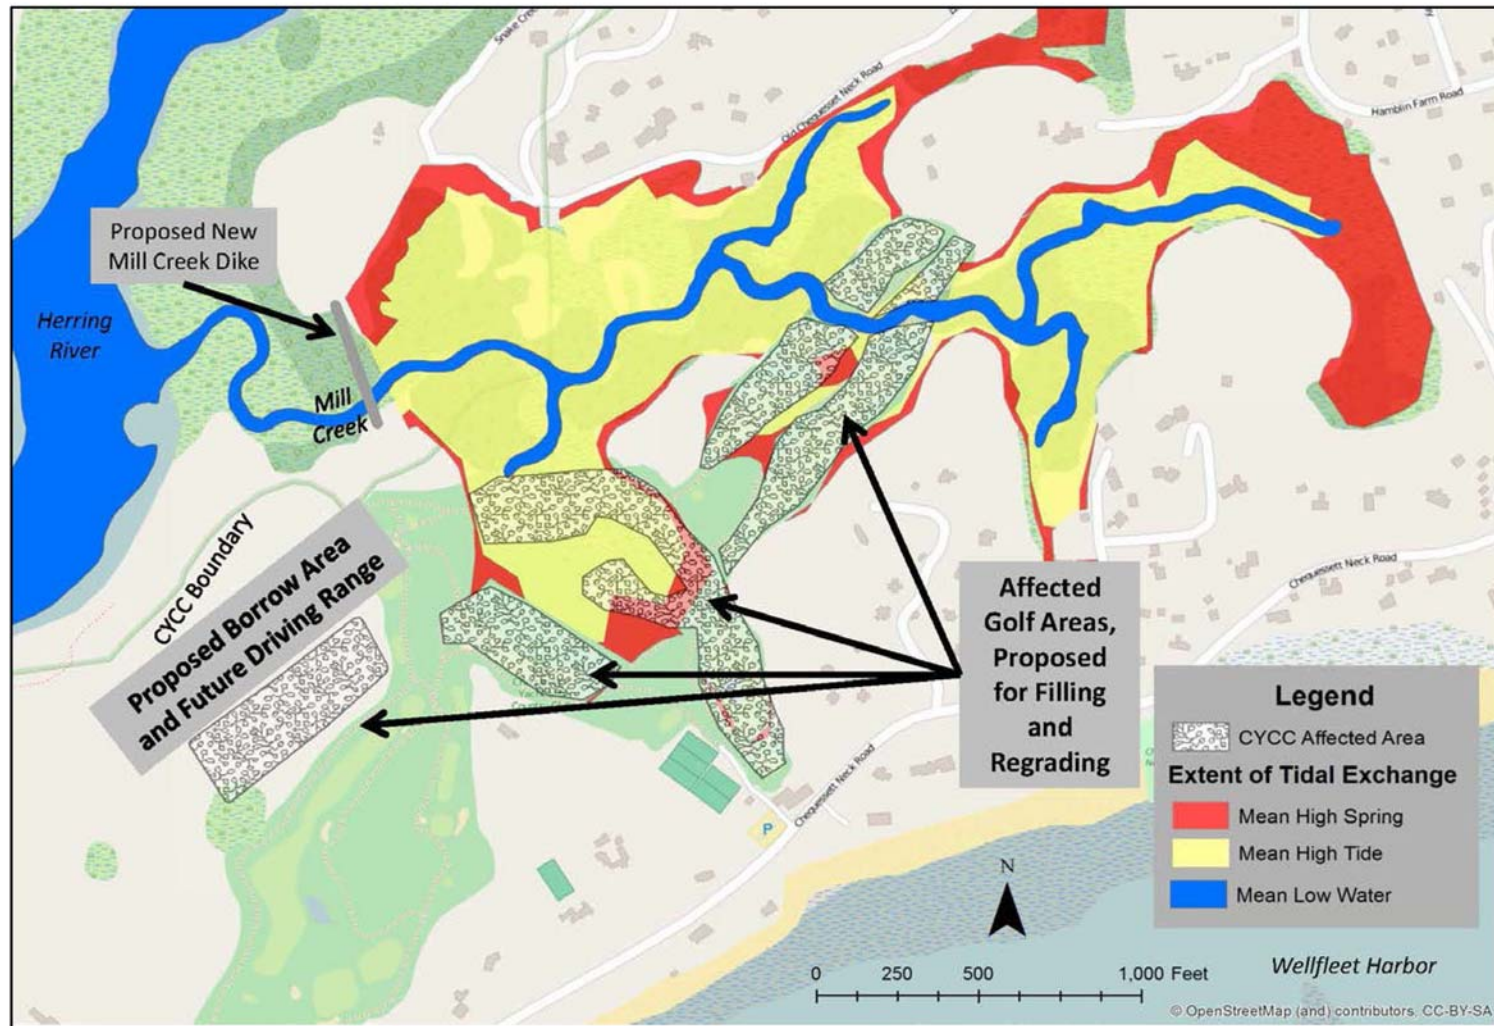 Snake Cree
Old Chequesset Neck Road
Hamblin Farm Road
Proposed New
Mill Creek Dike
Herring
River
Mill
Creek
CYCC Boundary
Proposed Borrow Area
and Future Driving Range
Chequessett Neck Road
Affected
Golf Areas,
Proposed
for Filling
and
Regrading
Chequessett Neck Road
P
Legend
CYCC Affected Area
Extent of Tidal Exchange
Mean High Spring
Mean High Tide
Mean Low Water
N
0 250 500 1,000 Feet
Wellfleet Harbor
© OpenStreetMap (and) contributors, CC-BY-SA